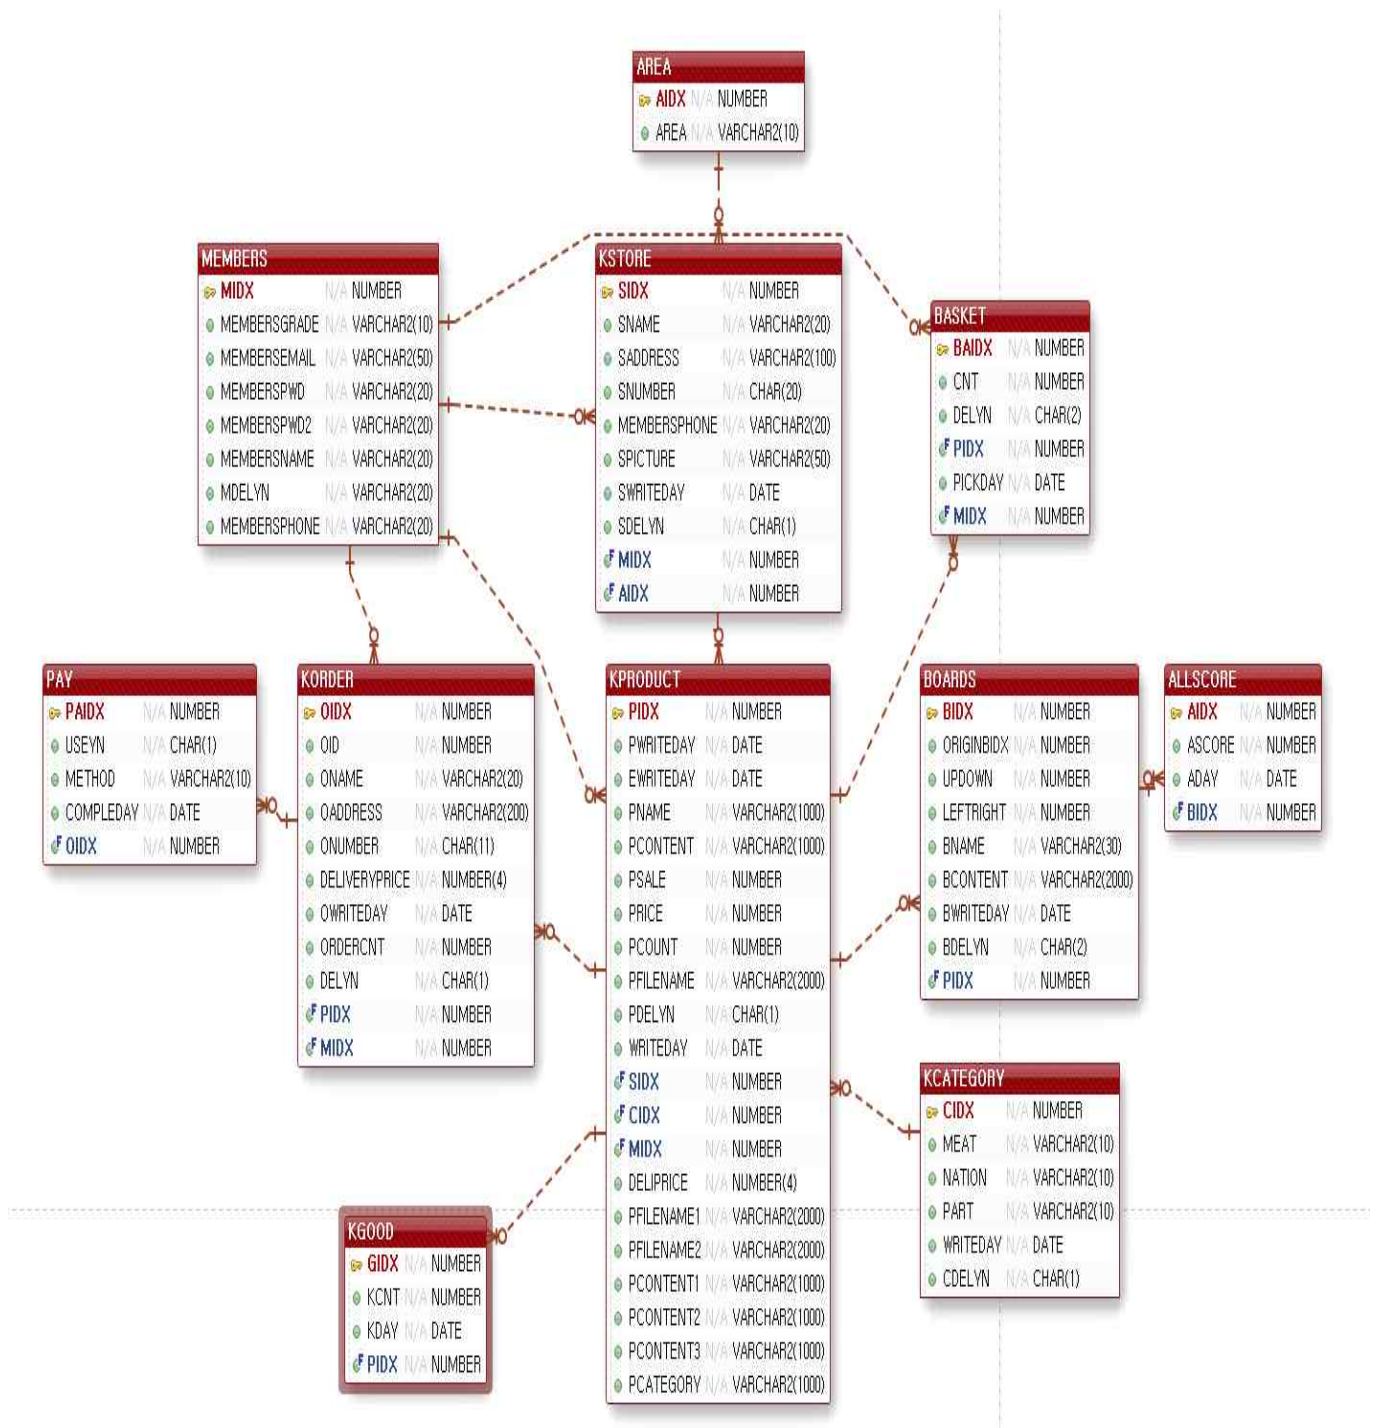 AREA
AIDX N/A NUMBER
AREA N/A VARCHAR2(10)
MEMBERS
MIDX N/A NUMBER
MEMBERSGRADE N/A VARCHAR2(10)
MEMBERSEMAIL N/A VARCHAR2(50)
MEMBERSPWD N/A VARCHAR2(20)
MEMBERSPWD2 N/A VARCHAR2(20)
MEMBERSNAME N/A VARCHAR2(20)
MDELYN N/A VARCHAR2(20)
MEMBERSPHONE N/A VARCHAR2(20)
KSTORE
SIDX N/A NUMBER
SNAME N/A VARCHAR2(20)
SADDRESS N/A VARCHAR2(100)
SNUMBER N/A CHAR(20)
MEMBERSPHONE N/A VARCHAR2(20)
SPICTURE N/A VARCHAR2(50)
SWRITEDAY N/A DATE
SDELYN N/A CHAR(1)
MIDX N/A NUMBER
AIDX N/A NUMBER
BASKET
BAIDX N/A NUMBER
CNT N/A NUMBER
DELYN N/A CHAR(2)
PIDX N/A NUMBER
PICKDAY N/A DATE
MIDX N/A NUMBER
PAY
PAIDX N/A NUMBER
USEYN N/A CHAR(1)
METHOD N/A VARCHAR2(10)
COMPLEDAY N/A DATE
OIDX N/A NUMBER
KORDER
OIDX N/A NUMBER
OID N/A NUMBER
ONAME N/A VARCHAR2(20)
OADDRESS N/A VARCHAR2(200)
ONUMBER N/A CHAR(11)
DELIVERYPRICE N/A NUMBER(4)
OWRITEDAY N/A DATE
ORDERCNT N/A NUMBER
DELYN N/A CHAR(1)
PIDX N/A NUMBER
MIDX N/A NUMBER
KPRODUCT
PIDX N/A NUMBER
PWRITEDAY N/A DATE
EWRITEDAY N/A DATE
PNAME N/A VARCHAR2(1000)
PCONTENT N/A VARCHAR2(1000)
PSALE N/A NUMBER
PRICE N/A NUMBER
PCOUNT N/A NUMBER
PFILENAME N/A VARCHAR2(2000)
PDELYN N/A CHAR(1)
WRITEDAY N/A DATE
SIDX N/A NUMBER
CIDX N/A NUMBER
MIDX N/A NUMBER
DELIPRICE N/A NUMBER(4)
PFILENAME1 N/A VARCHAR2(2000)
PFILENAME2 N/A VARCHAR2(2000)
PCONTENT1 N/A VARCHAR2(1000)
PCONTENT2 N/A VARCHAR2(1000)
PCONTENT3 N/A VARCHAR2(1000)
PCATEGORY N/A VARCHAR2(1000)
BOARDS
BIDX N/A NUMBER
ORIGINBIDX N/A NUMBER
UPDOWN N/A NUMBER
LEFTRIGHT N/A NUMBER
BNAME N/A VARCHAR2(30)
BCONTENT N/A VARCHAR2(2000)
BWRITEDAY N/A DATE
BDELYN N/A CHAR(2)
PIDX N/A NUMBER
ALLSCORE
AIDX N/A NUMBER
ASCORE N/A NUMBER
ADAY N/A DATE
BIDX N/A NUMBER
KCATEGORY
CIDX N/A NUMBER
MEAT N/A VARCHAR2(10)
NATION N/A VARCHAR2(10)
PART N/A VARCHAR2(10)
WRITEDAY N/A DATE
CDELYN N/A CHAR(1)
KGOOD
GIDX N/A NUMBER
KCNT N/A NUMBER
KDAY N/A DATE
PIDX N/A NUMBER